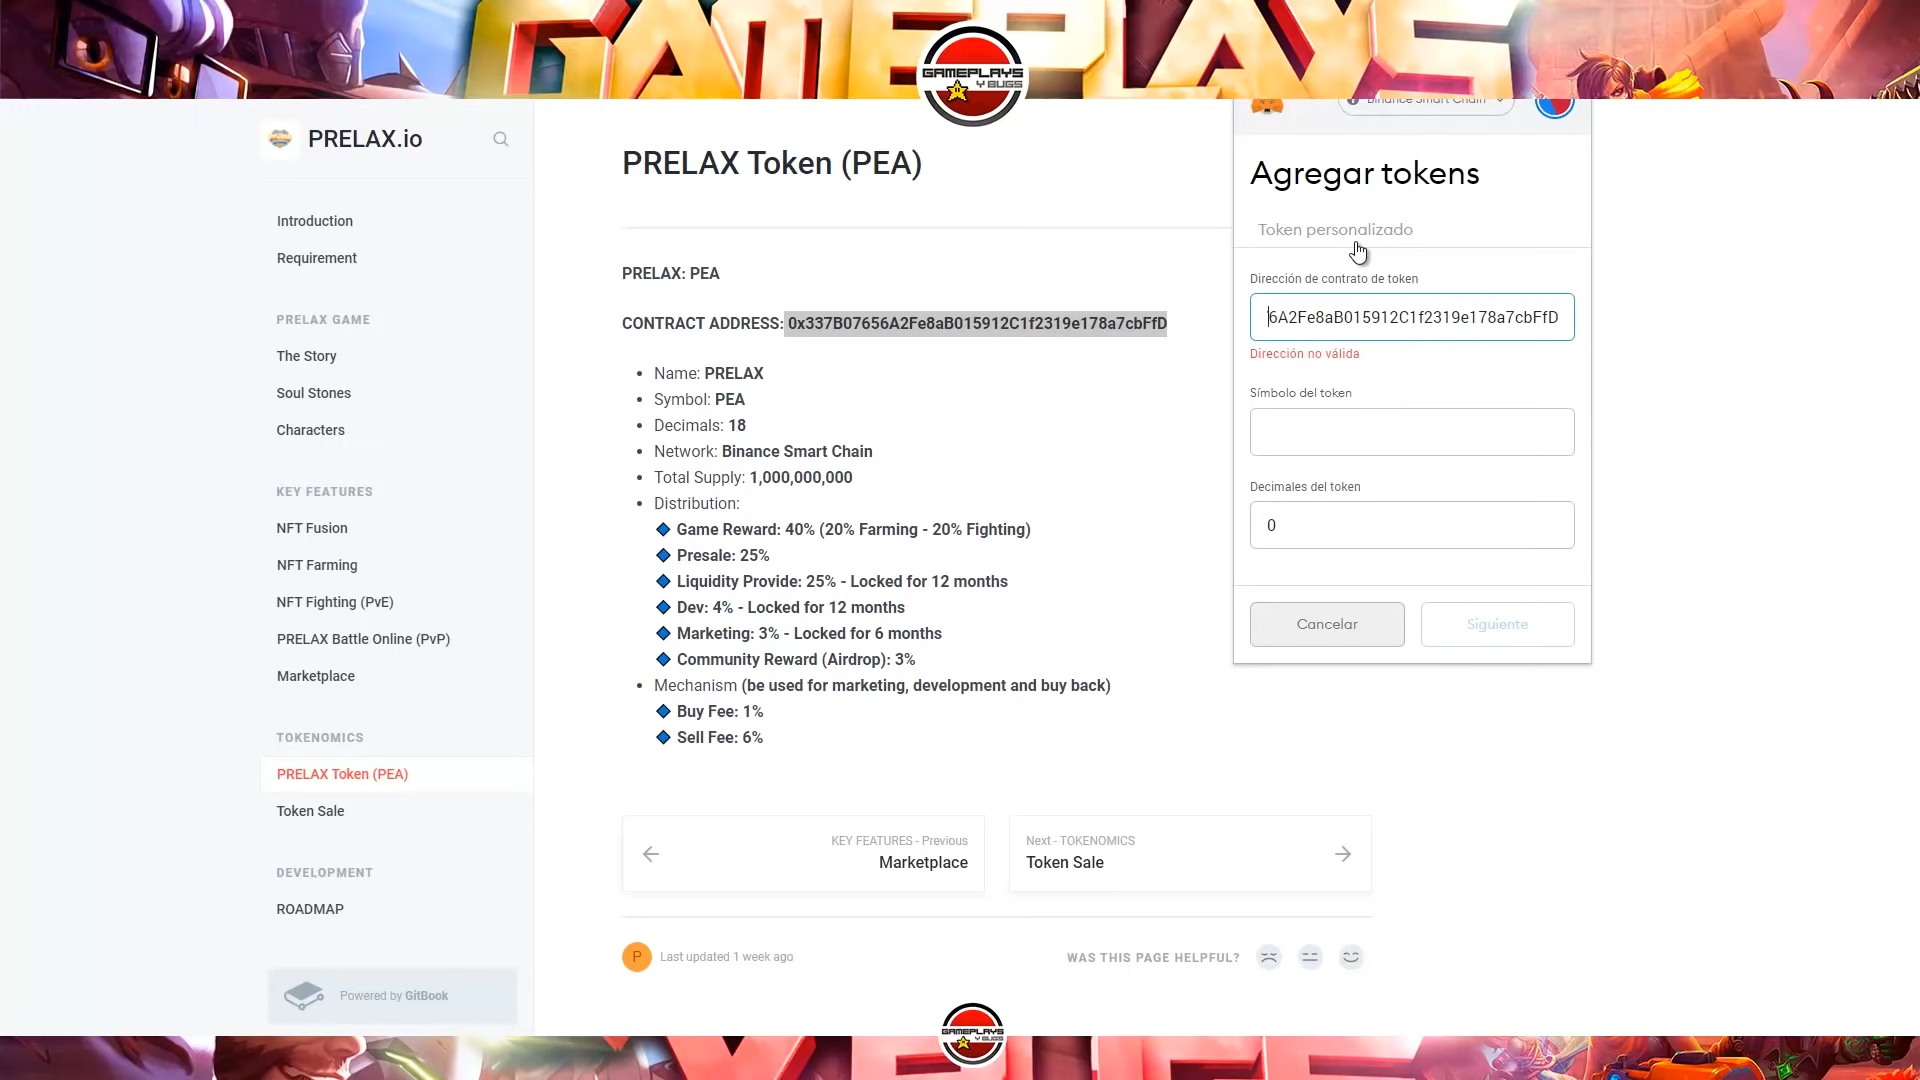 GATEPLAYS
GAMEPLAYS
Y BUGS
Binance Smart Chain
PRELAX.io
Introduction
Requirement
PRELAX GAME
The Story
Soul Stones
Characters
KEY FEATURES
NFT Fusion
NFT Farming
NFT Fighting (PvE)
PRELAX Battle Online (PvP)
Marketplace
TOKENOMICS
PRELAX Token (PEA)
Token Sale
DEVELOPMENT
ROADMAP
Powered by GitBook
PRELAX Token (PEA)
PRELAX: PEA
CONTRACT ADDRESS: 0x337B07656A2Fe8aB015912C1f2319e178a7cbFfD
Name: PRELAX
Symbol: PEA
Decimals: 18
Network: Binance Smart Chain
Total Supply: 1,000,000,000
Distribution:
Game Reward: 40% (20% Farming - 20% Fighting)
Presale: 25%
Liquidity Provide: 25% - Locked for 12 months
Dev: 4% - Locked for 12 months
Marketing: 3% - Locked for 6 months
Community Reward (Airdrop): 3%
Mechanism (be used for marketing, development and buy back)
Buy Fee: 1%
Sell Fee: 6%
KEY FEATURES - Previous
Marketplace
Next - TOKENOMICS
Token Sale
P
Last updated 1 week ago
WAS THIS PAGE HELPFUL?
Agregar tokens
Token personalizado
Dirección de contrato de token
6A2Fe8aB015912C1f2319e178a7cbFfD
Dirección no válida
Símbolo del token
Decimales del token
0
Cancelar
Siguiente
GAMEPLAYS
Y BUGS